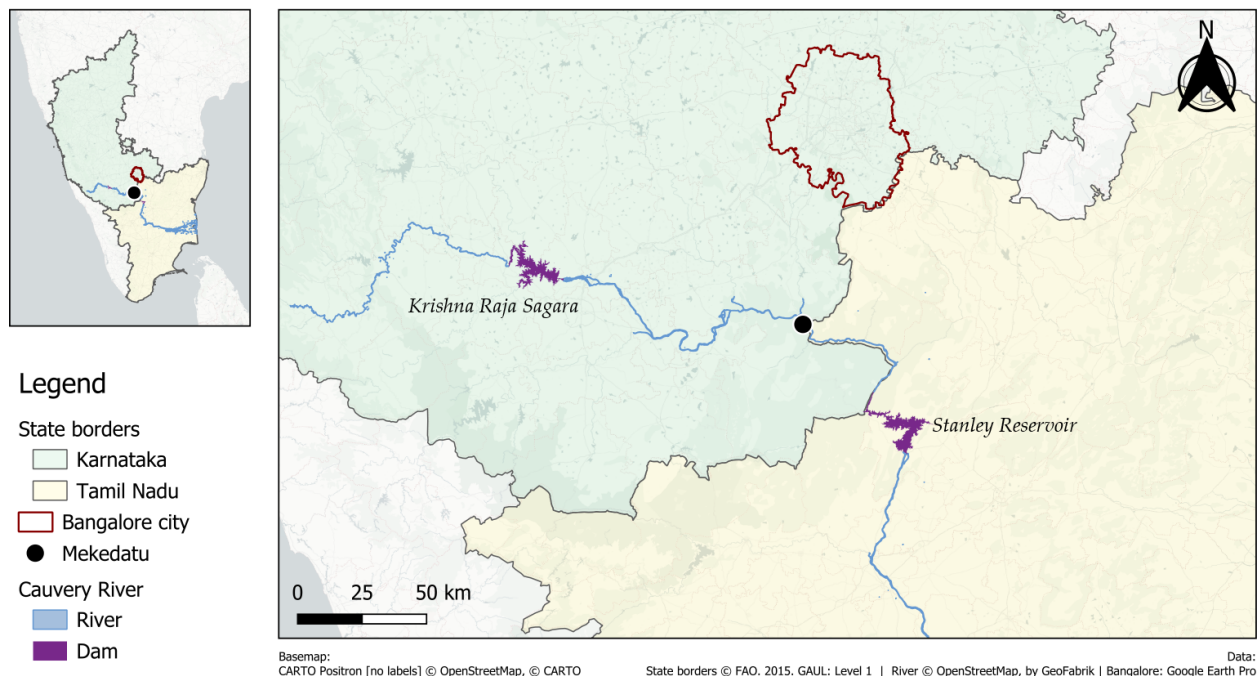 N
Krishna Raja Sagara
Stanley Reservoir
0 25 50 km
Legend
State borders
Karnataka
Tamil Nadu
Bangalore city
Mekedatu
Cauvery River
River
Dam
Basemap:
CARTO Positron [no labels] © OpenStreetMap, © CARTO
Data:
State borders © FAO. 2015. GAUL: Level 1 | River © OpenStreetMap, by GeoFabrik | Bangalore: Google Earth Pro